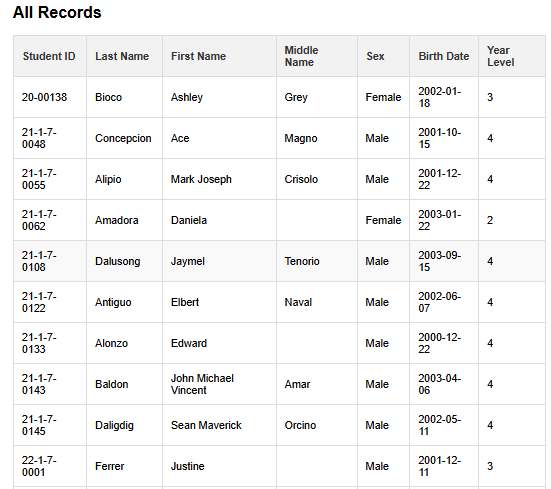 All Records
Student ID Last Name First Name Middle Name Sex Birth Date Year Level
20-00138 Bioco Ashley Grey Female 2002-01-18 3
21-1-7-0048 Concepcion Ace Magno Male 2001-10-15 4
21-1-7-0055 Alipio Mark Joseph Crisolo Male 2001-12-22 4
21-1-7-0062 Amadora Daniela Female 2003-01-22 2
21-1-7-0108 Dalusong Jaymel Tenorio Male 2003-09-15 4
21-1-7-0122 Antiguo Elbert Naval Male 2002-06-07 4
21-1-7-0133 Alonzo Edward Male 2000-12-22 4
21-1-7-0143 Baldon John Michael Vincent Amar Male 2003-04-06 4
21-1-7-0145 Daligdig Sean Maverick Orcino Male 2002-05-11 4
22-1-7-0001 Ferrer Justine Male 2001-12-11 3